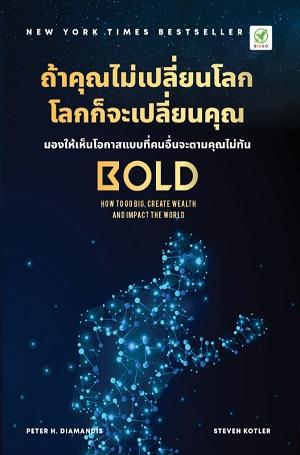 NEW YORK TIMES BESTSELLER
BINGO
ถ้าคุณไม่เปลี่ยนโลก
โลกก็จะเปลี่ยนคุณ
มองให้เห็นโอกาสแบบที่คนอื่นจะตามคุณไม่ทัน
BOLD
HOW TO GO BIG, CREATE WEALTH
AND IMPACT THE WORLD
PETER H. DIAMANDIS
STEVEN KOTLER